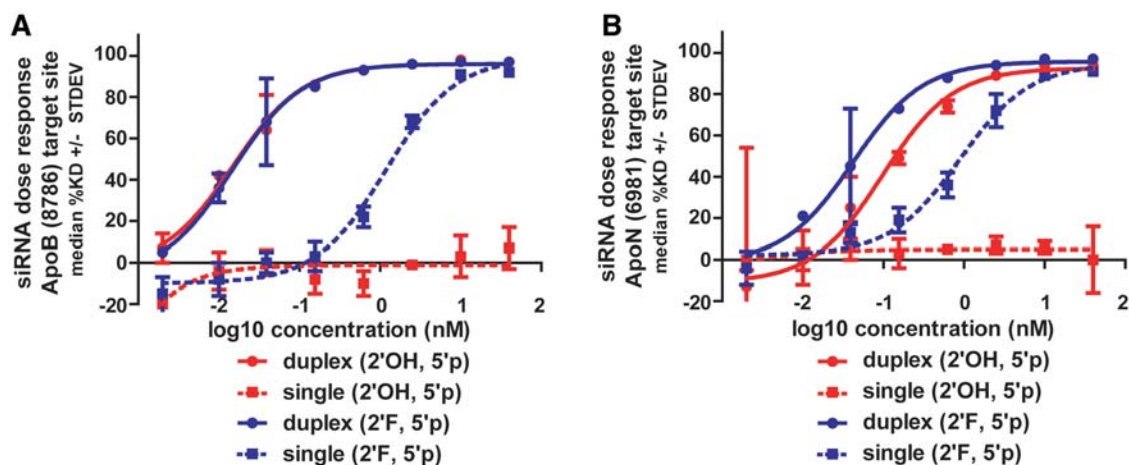 A
siRNA dose response
ApoB (8786) target site
median %KD +/- STDEV
100
80
60
40
20
0
-20
-2
-1
0
1
2
log10 concentration (nM)
duplex (2'OH, 5'p)
single (2'OH, 5'p)
duplex (2'F, 5'p)
single (2'F, 5'p)
B
siRNA dose response
ApoN (6981) target site
median %KD +/- STDEV
100
80
60
40
20
0
-20
-2
-1
0
1
2
log10 concentration (nM)
duplex (2'OH, 5'p)
single (2'OH, 5'p)
duplex (2'F, 5'p)
single (2'F, 5'p)